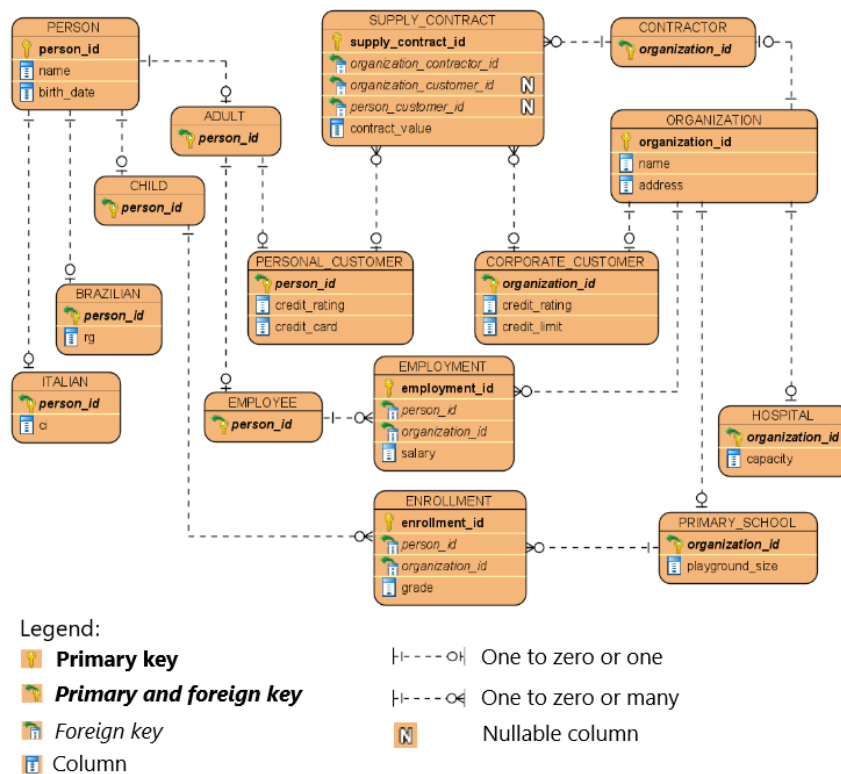 PERSON
person_id
name
birth_date
SUPPLY_CONTRACT
supply_contract_id
organization_contractor_id
organization_customer_id N
person_customer_id N
contract_value
CONTRACTOR
organization_id
ADULT
person_id
ORGANIZATION
organization_id
name
address
CHILD
person_id
BRAZILIAN
person_id
rg
PERSONAL_CUSTOMER
person_id
credit_rating
credit_card
CORPORATE_CUSTOMER
organization_id
credit_rating
credit_limit
ITALIAN
person_id
ci
EMPLOYEE
person_id
EMPLOYMENT
employment_id
person_id
organization_id
salary
HOSPITAL
organization_id
capacity
ENROLLMENT
enrollment_id
person_id
organization_id
grade
PRIMARY_SCHOOL
organization_id
playground_size
Legend:
Primary key
Primary and foreign key
Foreign key
Column
One to zero or one
One to zero or many
N Nullable column